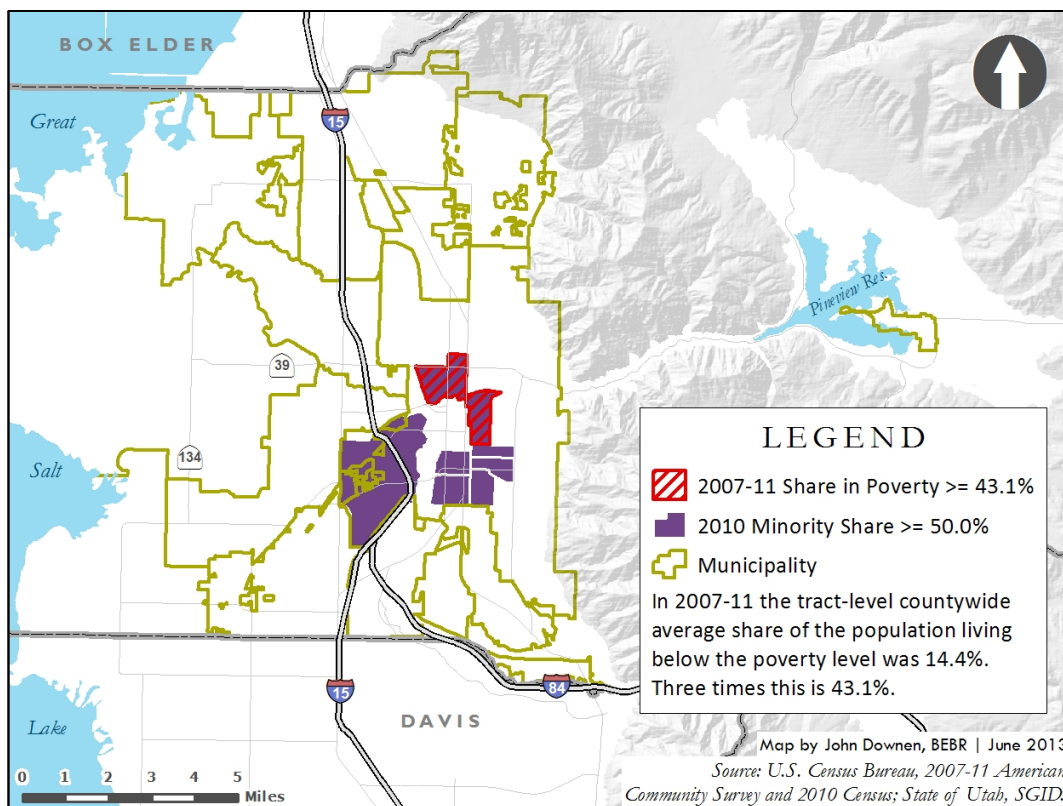 BOX ELDER
Great
15
Pineview Res.
39
134
Salt
LEGEND
2007-11 Share in Poverty >= 43.1%
2010 Minority Share >= 50.0%
Municipality
In 2007-11 the tract-level countywide
average share of the population living
below the poverty level was 14.4%.
Three times this is 43.1%.
15
84
DAVIS
Lake
0 1 2 3 4 5
Miles
Map by John Downen, BEBR | June 2013
Source: U.S. Census Bureau, 2007-11 American
Community Survey and 2010 Census; State of Utah, SGID